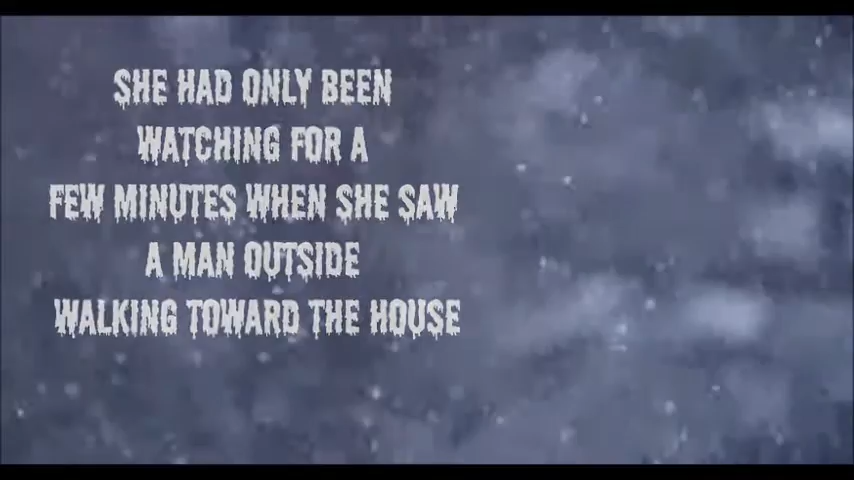 SHE HAD ONLY BEEN
WATCHING FOR A
FEW MINUTES WHEN SHE SAW
A MAN OUTSIDE
WALKING TOWARD THE HOUSE